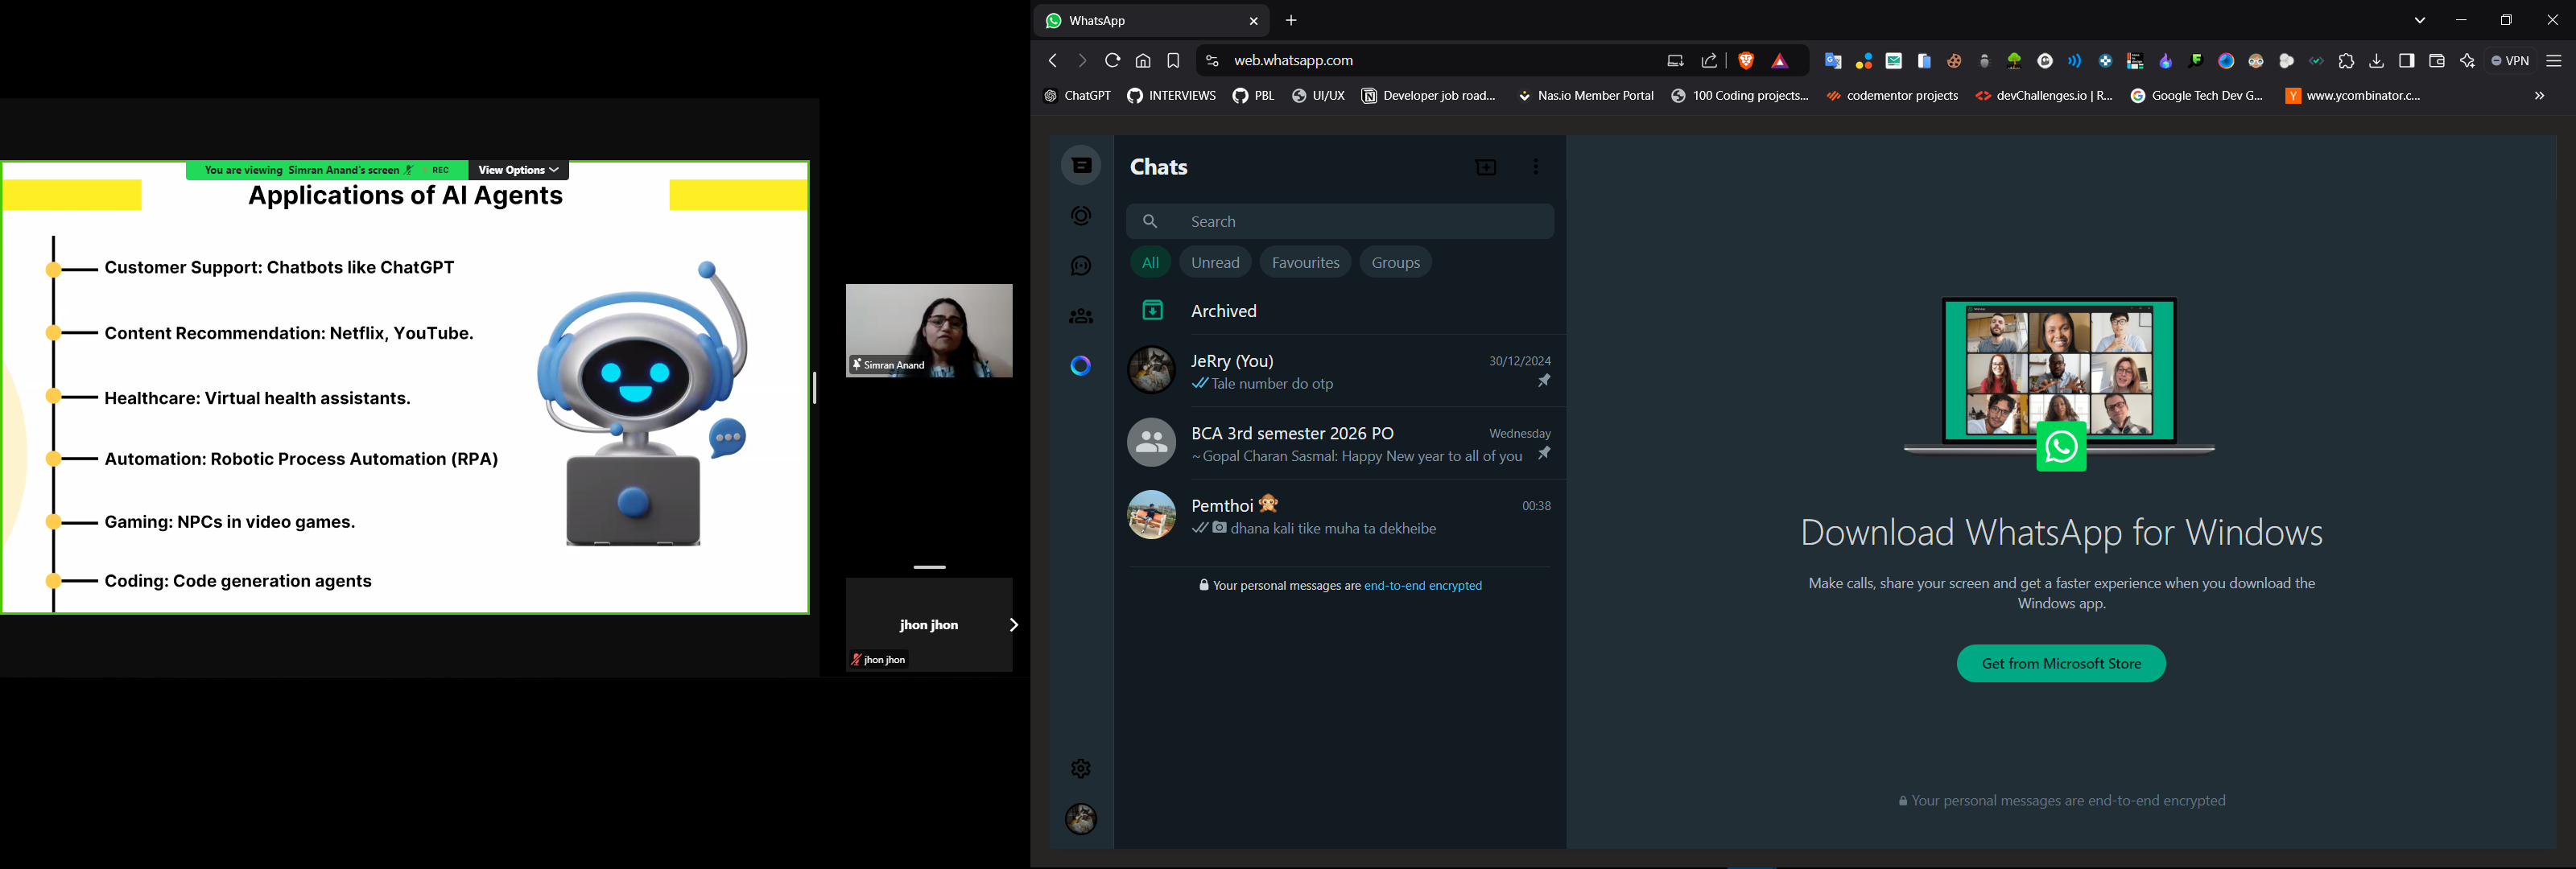 You are viewing Simran Anand's screen
REC
View Options
Applications of AI Agents
Customer Support: Chatbots like ChatGPT
Content Recommendation: Netflix, YouTube.
Healthcare: Virtual health assistants.
Automation: Robotic Process Automation (RPA)
Gaming: NPCs in video games.
Coding: Code generation agents
Simran Anand
jhon jhon
jhon jhon
WhatsApp
web.whatsapp.com
VPN
ChatGPT
INTERVIEWS
PBL
UI/UX
Developer job road...
Nas.io Member Portal
100 Coding projects...
codementor projects
devChallenges.io | R...
Google Tech Dev G...
www.ycombinator.c...
Chats
Search
All
Unread
Favourites
Groups
Archived
JeRry (You)
30/12/2024
Tale number do otp
BCA 3rd semester 2026 PO
Wednesday
~ Gopal Charan Sasmal: Happy New year to all of you
Pemthoi 🙊
00:38
dhana kali tike muha ta dekheibe
Your personal messages are end-to-end encrypted
Download WhatsApp for Windows
Make calls, share your screen and get a faster experience when you download the
Windows app.
Get from Microsoft Store
Your personal messages are end-to-end encrypted